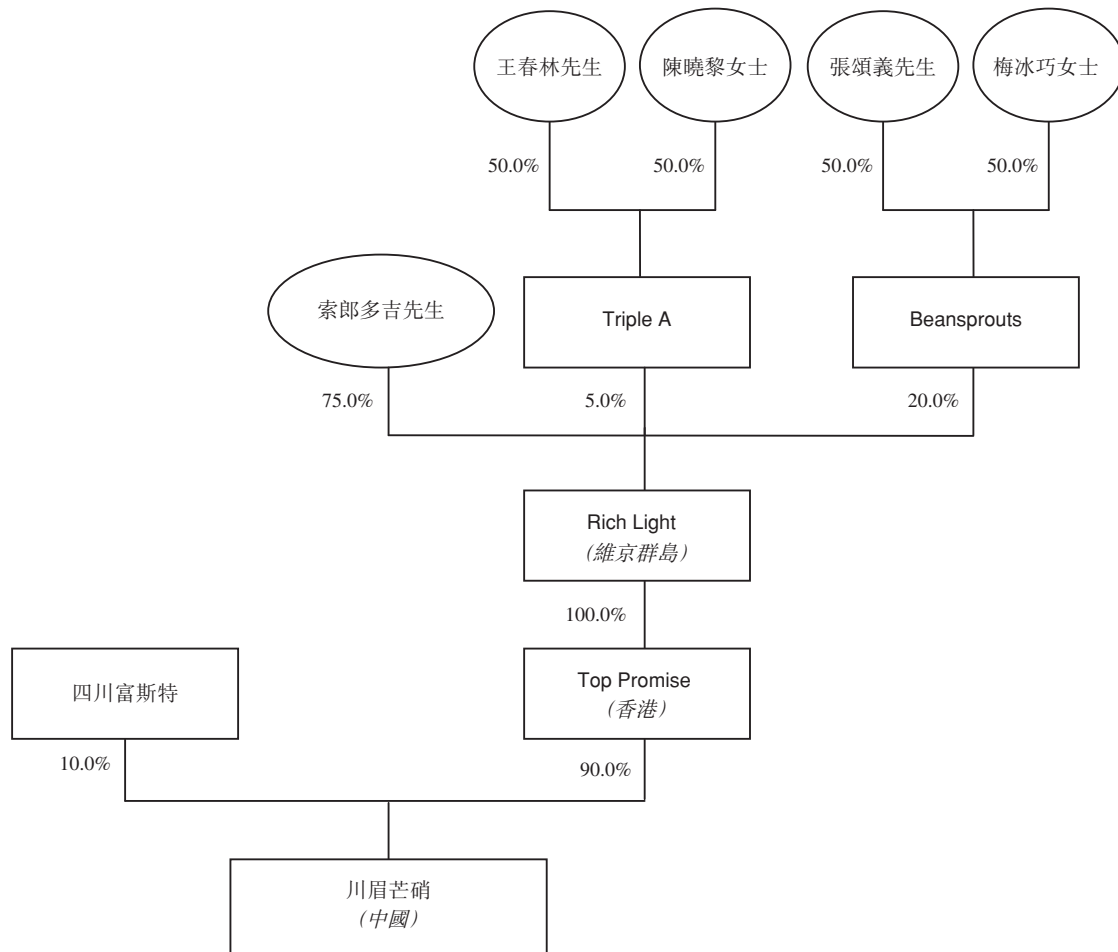 王春林先生
陳曉黎女士
張頌義先生
梅冰巧女士
50.0%
50.0%
50.0%
50.0%
索郎多吉先生
Triple A
Beansprouts
75.0%
5.0%
20.0%
Rich Light
(維京群島)
100.0%
四川富斯特
Top Promise
(香港)
10.0%
90.0%
川眉芒硝
(中國)